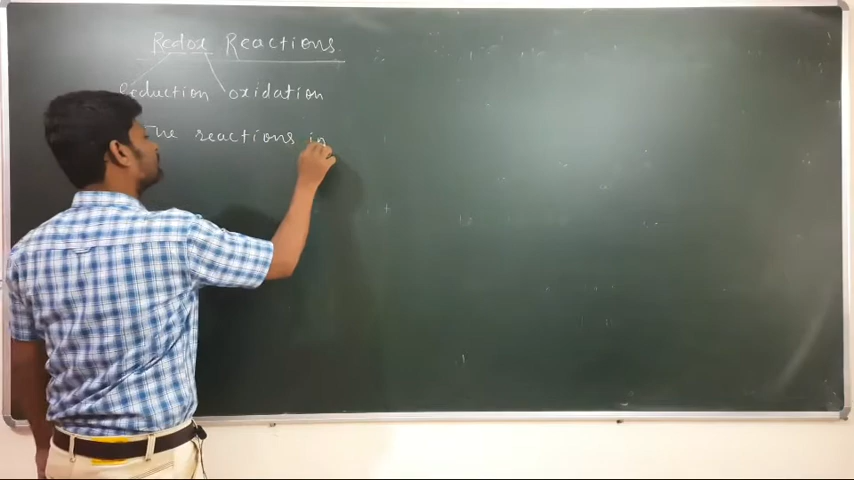 Redox Reactions
Reduction oxidation
The reactions in